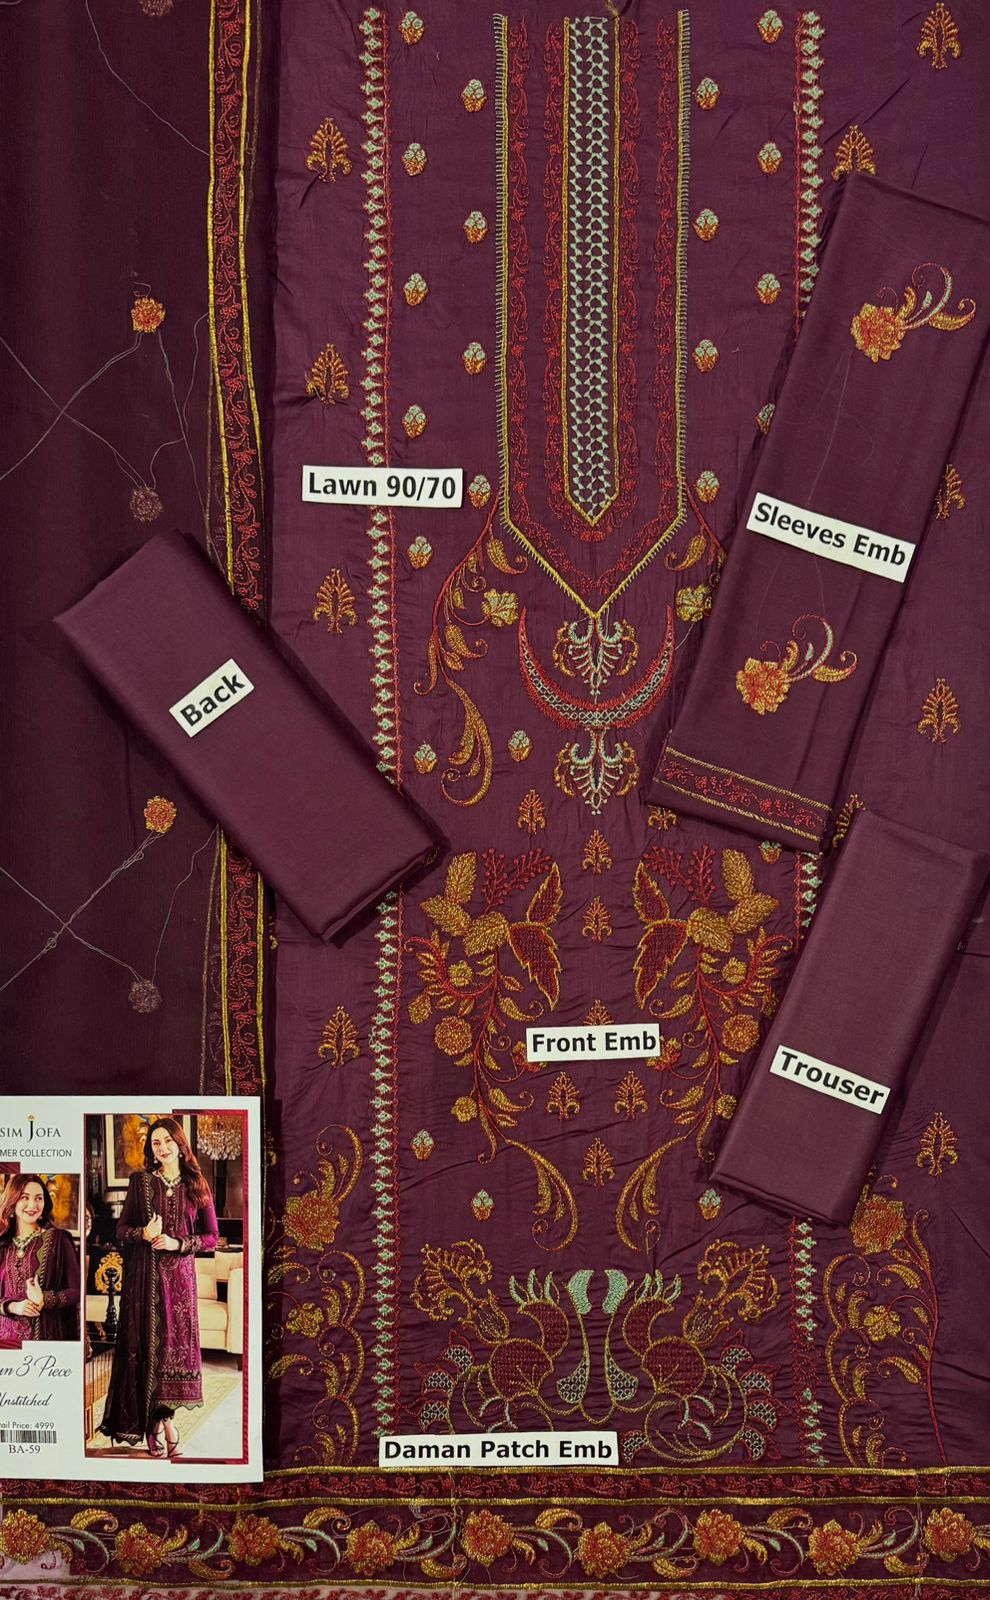 Lawn 90/70
Sleeves Emb
Back
Front Emb
Trouser
SIM JOFA
MER COLLECTION
3 Piece
Unstitched
ail Price: 4999
BA-59
Daman Patch Emb